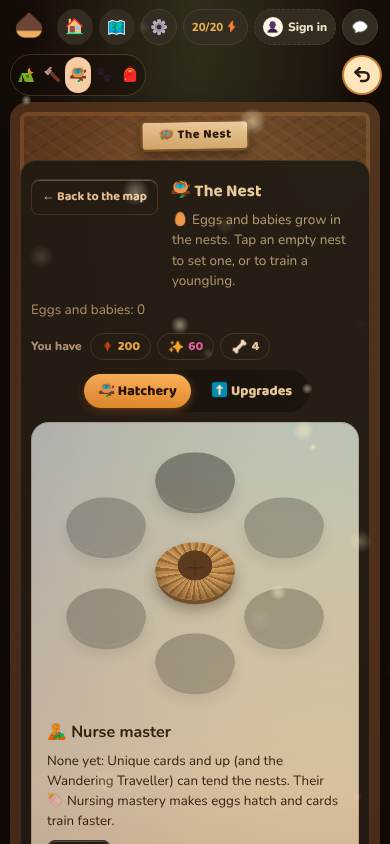 20/20
Sign in
The Nest
← Back to the map
The Nest
Eggs and babies grow in
the nests. Tap an empty nest
to set one, or to train a
youngling.
Eggs and babies: 0
You have 200 60 4
Hatchery Upgrades
Nurse master
None yet: Unique cards and up (and the
Wandering Traveller) can tend the nests. Their
Nursing mastery makes eggs hatch and cards
train faster.